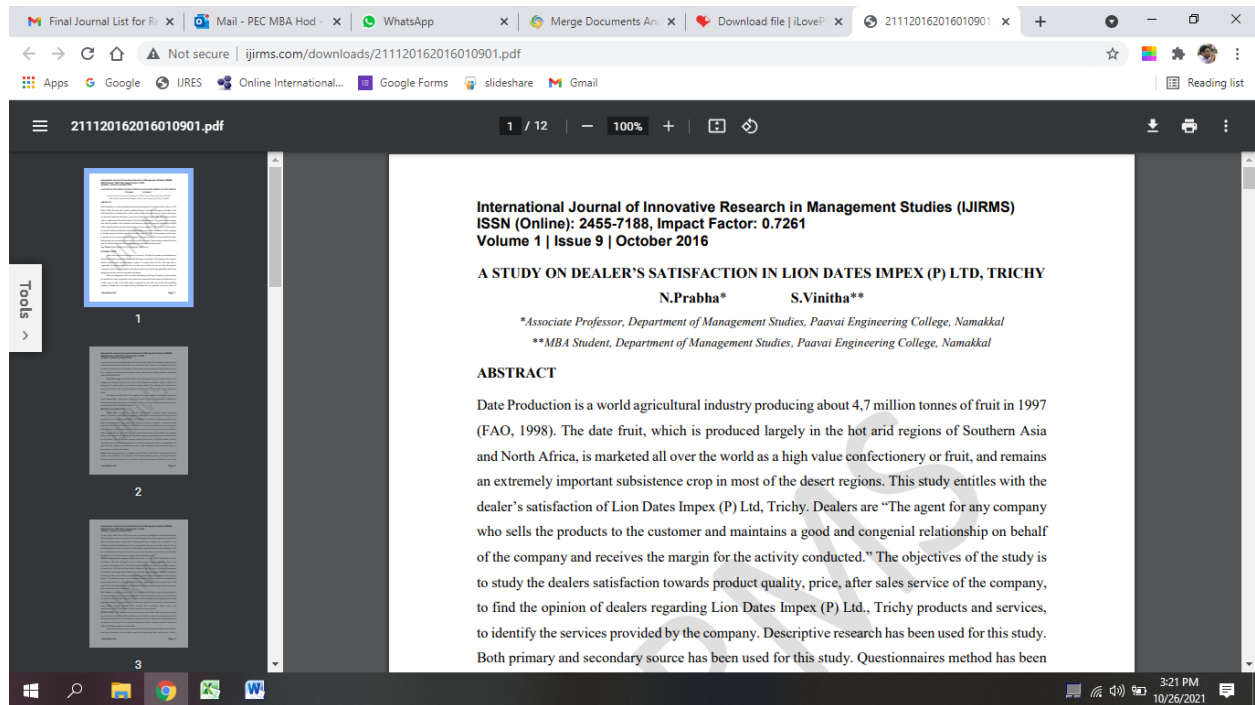 Final Journal List for Re
Mail - PEC MBA Hod -
WhatsApp
Merge Documents An
Download file | iLoveP
211120162016010901
Not secure | ijirms.com/downloads/211120162016010901.pdf
Apps Google IJRES Online International... Google Forms slideshare Gmail Reading list
211120162016010901.pdf 1 / 12 100%
Tools
1
2
3
International Journal of Innovative Research in Management Studies (IJIRMS)
ISSN (Online): 2455-7188, Impact Factor: 0.7261
Volume 1 | Issue 9 | October 2016
A STUDY ON DEALER'S SATISFACTION IN LION DATES IMPEX (P) LTD, TRICHY
N.Prabha* S.Vinitha**
*Associate Professor, Department of Management Studies, Paavai Engineering College, Namakkal
**MBA Student, Department of Management Studies, Paavai Engineering College, Namakkal
ABSTRACT
Date Production is a world agricultural industry producing about 4,7 million tonnes of fruit in 1997
(FAO, 1998). The date fruit, which is produced largely in the hot arid regions of Southern Asia
and North Africa, is marketed all over the world as a high value confectionery or fruit, and remains
an extremely important subsistence crop in most of the desert regions. This study entitles with the
dealer's satisfaction of Lion Dates Impex (P) Ltd, Trichy. Dealers are “The agent for any company
who sells the products to the customer and maintains a good and congenial relationship on behalf
of the company and receives the margin for the activity conducted.” The objectives of the study is
to study the dealers satisfaction towards product quality, price, after sales service of the company,
to find the opinion of dealers regarding Lion Dates Impex (P) Ltd., Trichy products and services,
to identify the services provided by the company. Descriptive research has been used for this study.
Both primary and secondary source has been used for this study. Questionnaires method has been
3:21 PM
10/26/2021